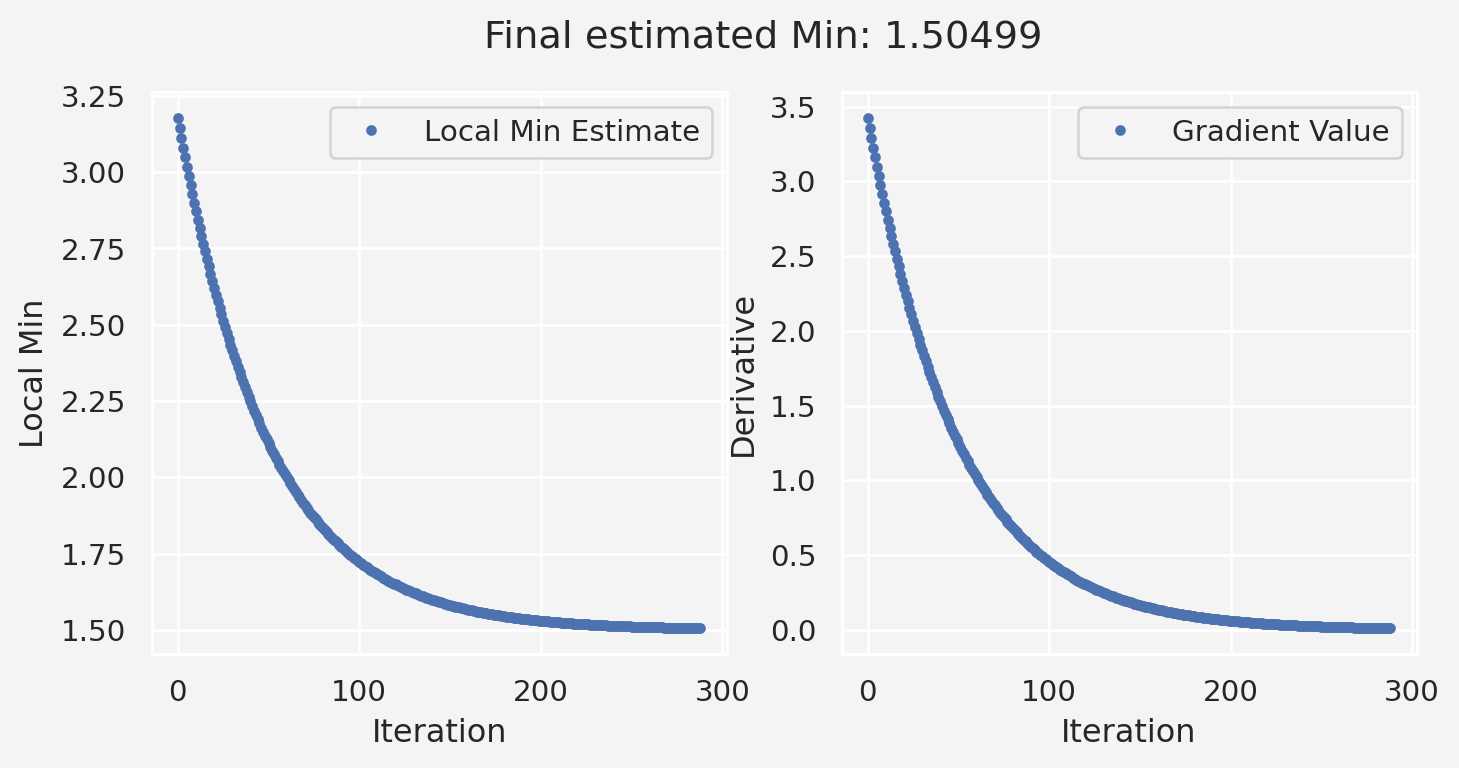 Final estimated Min: 1.50499
Local Min
3.25
3.00
2.75
2.50
2.25
2.00
1.75
1.50
Local Min Estimate
0 100 200 300
Iteration
Derivative
3.5
3.0
2.5
2.0
1.5
1.0
0.5
0.0
Gradient Value
0 100 200 300
Iteration